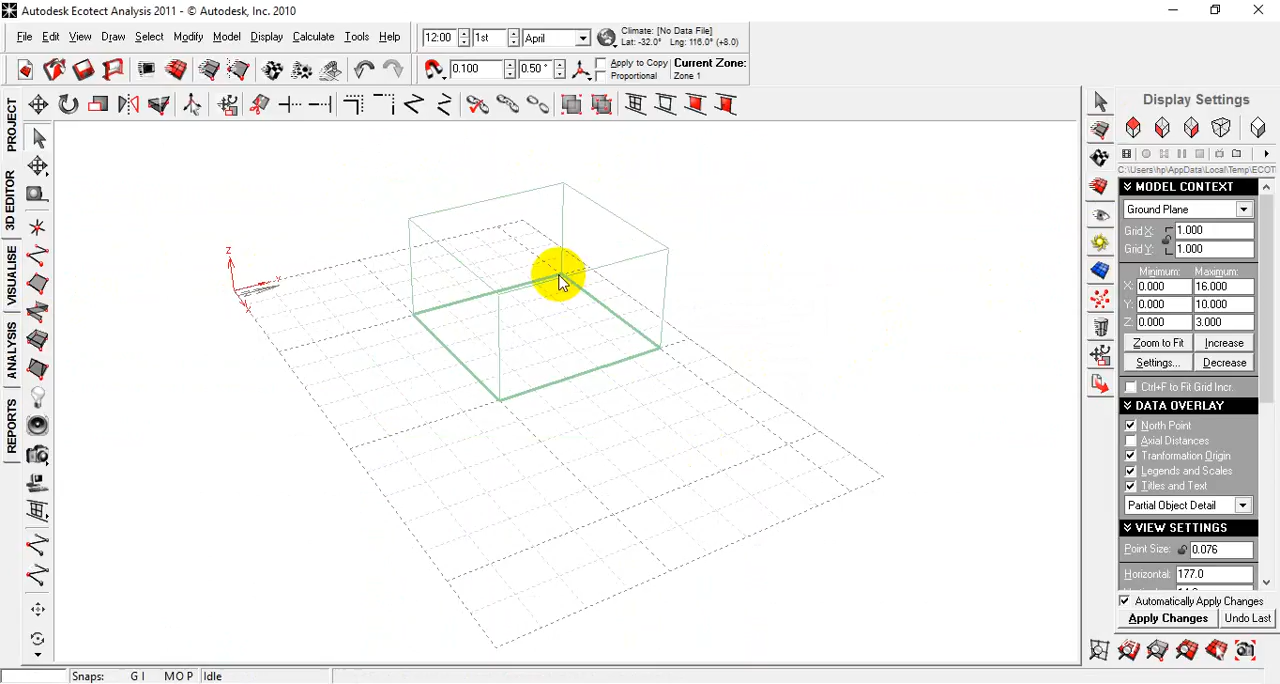 Autodesk Ecotect Analysis 2011 - © Autodesk, Inc. 2010
File Edit View Draw Select Modify Model Display Calculate Tools Help
12:00 1st April
Climate: [No Data File]
Lat: -32.0° Lng: 116.0° (+8.0)
0.100 0.50 °
Apply to Copy
Proportional
Current Zone:
Zone 1
PROJECT
3D EDITOR
VISUALISE
ANALYSIS
REPORTS
Z
Display Settings
C:\Users\hp\AppData\Local\Temp\ECOT
MODEL CONTEXT
Ground Plane
Grid X: 1.000
Grid Y: 1.000
Minimum: Maximum:
X: 0.000 16.000
Y: 0.000 10.000
Z: 0.000 3.000
Zoom to Fit Increase
Settings... Decrease
Ctrl+F to Fit Grid Incr.
DATA OVERLAY
North Point
Axial Distances
Tranformation Origin
Legends and Scales
Titles and Text
Partial Object Detail
VIEW SETTINGS
Point Size: 0.076
Horizontal: 177.0
Automatically Apply Changes
Apply Changes Undo Last
Snaps: G I M O P Idle